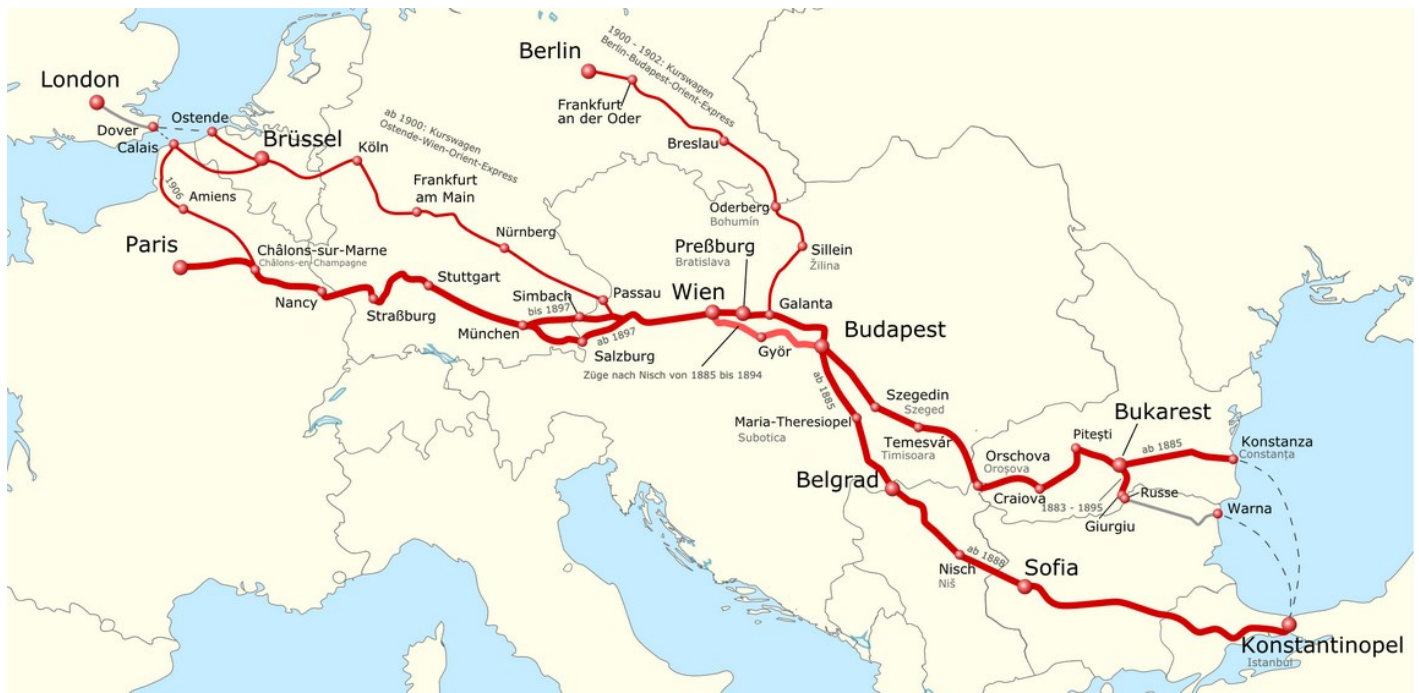 London
Dover
Calais
Ostende
Brüssel
1906
Amiens
Paris
Châlons-sur-Marne
Châlons-en-Champagne
Nancy
Straßburg
Stuttgart
Köln
ab 1900: Kurswagen
Ostende-Wien-Orient-Express
Frankfurt
am Main
Nürnberg
Passau
Simbach
bis 1897
München
ab 1897
Salzburg
Berlin
1900 - 1902: Kurswagen
Berlin-Budapest-Orient-Express
Frankfurt
an der Oder
Breslau
Oderberg
Bohumín
Sillein
Žilina
Preßburg
Bratislava
Wien
Galanta
Györ
Züge nach Nisch von 1885 bis 1894
Budapest
ab 1885
Maria-Theresiopel
Subotica
Szegedin
Szeged
Temesvár
Timisoara
Belgrad
Orschova
Oroșova
Craiova
Pitești
Bukarest
ab 1885
Konstanza
Constanța
1883 - 1895
Giurgiu
Russe
Warna
Nisch
Niš
ab 1888
Sofia
Konstantinopel
Istanbul